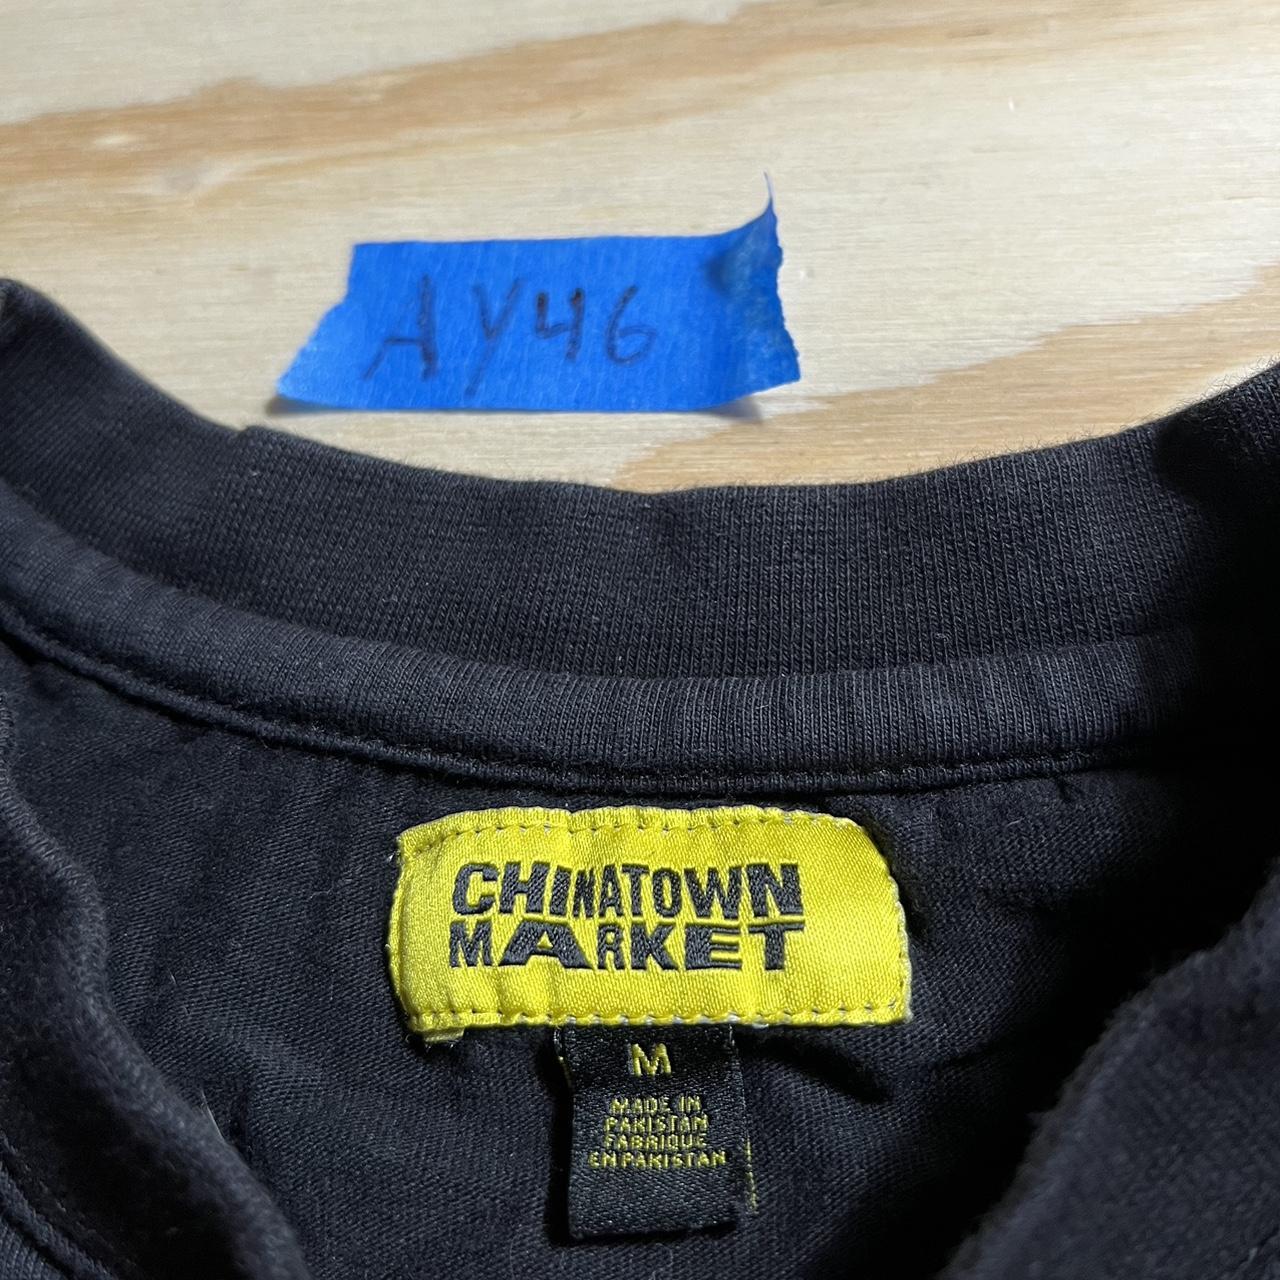 AY46
CHINATOWN
MARKET
M
MADE IN
PAKISTAN
FABRIQUE
EN PAKISTAN